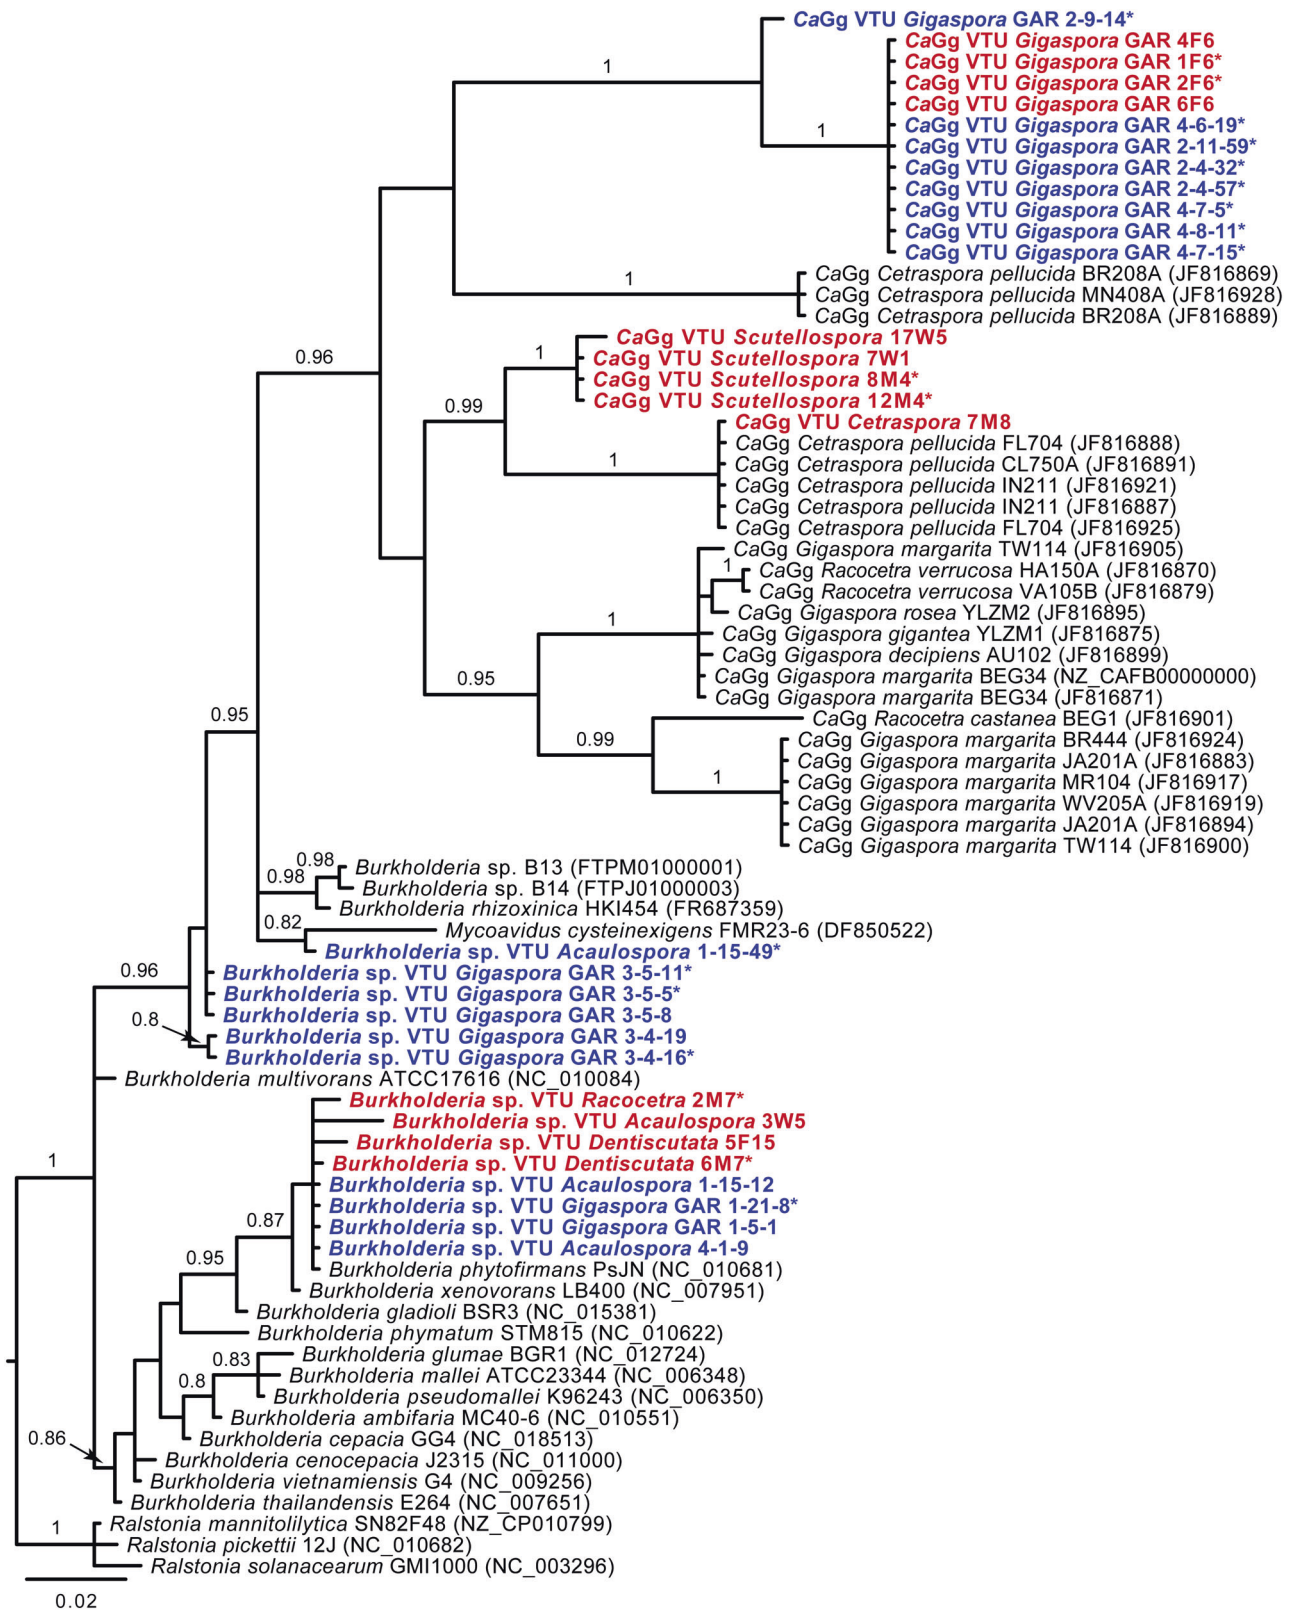 CaGg VTU Gigaspora GAR 2-9-14*
CaGg VTU Gigaspora GAR 4F6
1
CaGg VTU Gigaspora GAR 1F6*
CaGg VTU Gigaspora GAR 2F6*
CaGg VTU Gigaspora GAR 6F6
CaGg VTU Gigaspora GAR 4-6-19*
1
CaGg VTU Gigaspora GAR 2-11-59*
CaGg VTU Gigaspora GAR 2-4-32*
CaGg VTU Gigaspora GAR 2-4-57*
CaGg VTU Gigaspora GAR 4-7-5*
CaGg VTU Gigaspora GAR 4-8-11*
CaGg VTU Gigaspora GAR 4-7-15*
CaGg Cetraspora pellucida BR208A (JF816869)
1
CaGg Cetraspora pellucida MN408A (JF816928)
CaGg Cetraspora pellucida BR208A (JF816889)
CaGg VTU Scutellospora 17W5
0.96
1
CaGg VTU Scutellospora 7W1
CaGg VTU Scutellospora 8M4*
CaGg VTU Scutellospora 12M4*
0.99
CaGg VTU Cetraspora 7M8
CaGg Cetraspora pellucida FL704 (JF816888)
1
CaGg Cetraspora pellucida CL750A (JF816891)
CaGg Cetraspora pellucida IN211 (JF816921)
CaGg Cetraspora pellucida IN211 (JF816887)
CaGg Cetraspora pellucida FL704 (JF816925)
CaGg Gigaspora margarita TW114 (JF816905)
1
CaGg Racocetra verrucosa HA150A (JF816870)
CaGg Racocetra verrucosa VA105B (JF816879)
CaGg Gigaspora rosea YLZM2 (JF816895)
1
CaGg Gigaspora gigantea YLZM1 (JF816875)
CaGg Gigaspora decipiens AU102 (JF816899)
0.95
CaGg Gigaspora margarita BEG34 (NZ_CAFB00000000)
CaGg Gigaspora margarita BEG34 (JF816871)
0.95
CaGg Racocetra castanea BEG1 (JF816901)
0.99
CaGg Gigaspora margarita BR444 (JF816924)
CaGg Gigaspora margarita JA201A (JF816883)
1
CaGg Gigaspora margarita MR104 (JF816917)
CaGg Gigaspora margarita WV205A (JF816919)
CaGg Gigaspora margarita JA201A (JF816894)
CaGg Gigaspora margarita TW114 (JF816900)
0.98
Burkholderia sp. B13 (FTPM01000001)
0.98
Burkholderia sp. B14 (FTPJ01000003)
Burkholderia rhizoxinica HKI454 (FR687359)
0.82
Mycoavidus cysteinexigens FMR23-6 (DF850522)
Burkholderia sp. VTU Acaulospora 1-15-49*
0.96
Burkholderia sp. VTU Gigaspora GAR 3-5-11*
Burkholderia sp. VTU Gigaspora GAR 3-5-5*
0.8
Burkholderia sp. VTU Gigaspora GAR 3-5-8
Burkholderia sp. VTU Gigaspora GAR 3-4-19
Burkholderia sp. VTU Gigaspora GAR 3-4-16*
Burkholderia multivorans ATCC17616 (NC_010084)
Burkholderia sp. VTU Racocetra 2M7*
Burkholderia sp. VTU Acaulospora 3W5
Burkholderia sp. VTU Dentiscutata 5F15
1
Burkholderia sp. VTU Dentiscutata 6M7*
Burkholderia sp. VTU Acaulospora 1-15-12
Burkholderia sp. VTU Gigaspora GAR 1-21-8*
0.87
Burkholderia sp. VTU Gigaspora GAR 1-5-1
Burkholderia sp. VTU Acaulospora 4-1-9
0.95
Burkholderia phytofirmans PsJN (NC_010681)
Burkholderia xenovorans LB400 (NC_007951)
Burkholderia gladioli BSR3 (NC_015381)
Burkholderia phymatum STM815 (NC_010622)
0.83
Burkholderia glumae BGR1 (NC_012724)
0.8
Burkholderia mallei ATCC23344 (NC_006348)
Burkholderia pseudomallei K96243 (NC_006350)
Burkholderia ambifaria MC40-6 (NC_010551)
0.86
Burkholderia cepacia GG4 (NC_018513)
Burkholderia cenocepacia J2315 (NC_011000)
Burkholderia vietnamiensis G4 (NC_009256)
Burkholderia thailandensis E264 (NC_007651)
1
Ralstonia mannitolilytica SN82F48 (NZ_CP010799)
Ralstonia pickettii 12J (NC_010682)
Ralstonia solanacearum GMI1000 (NC_003296)
0.02